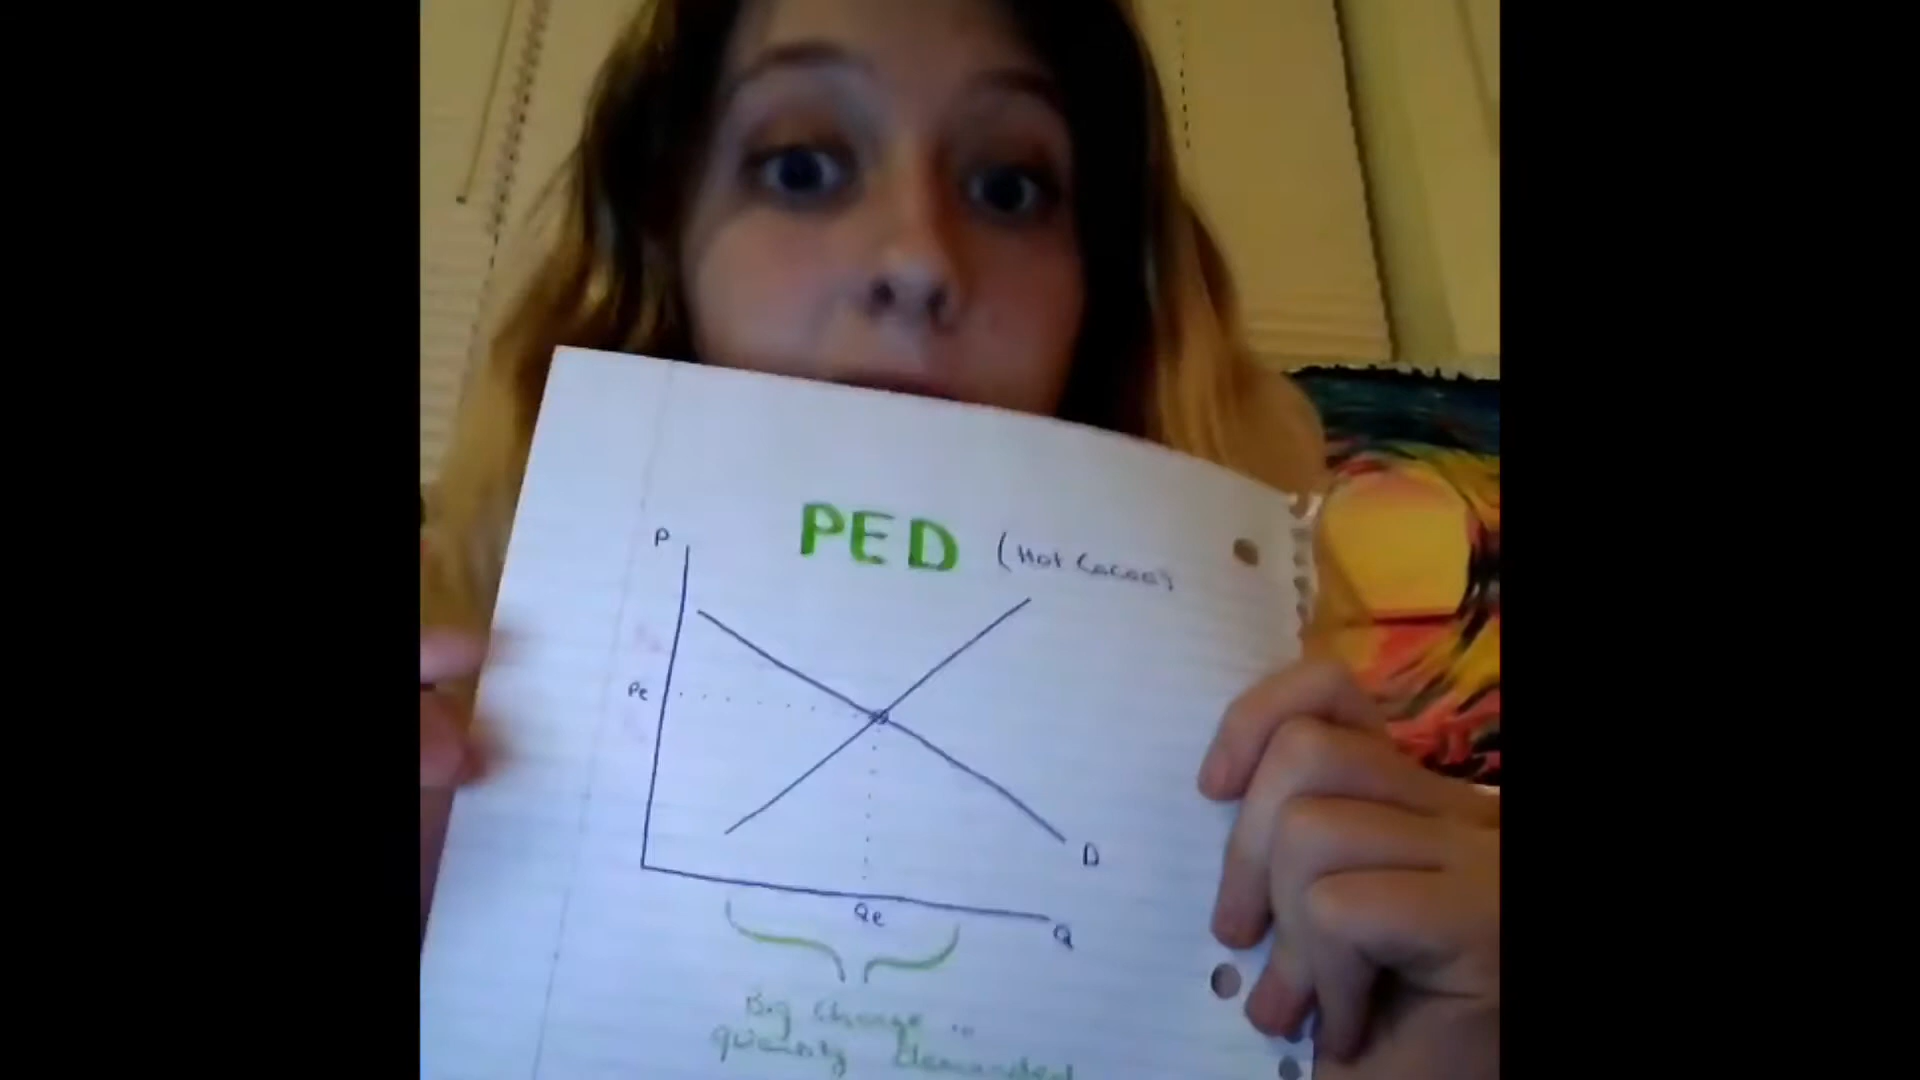 PED (Hot Cocoa)
P
Pe
D
Qe
Q
Big change in
quantity demanded